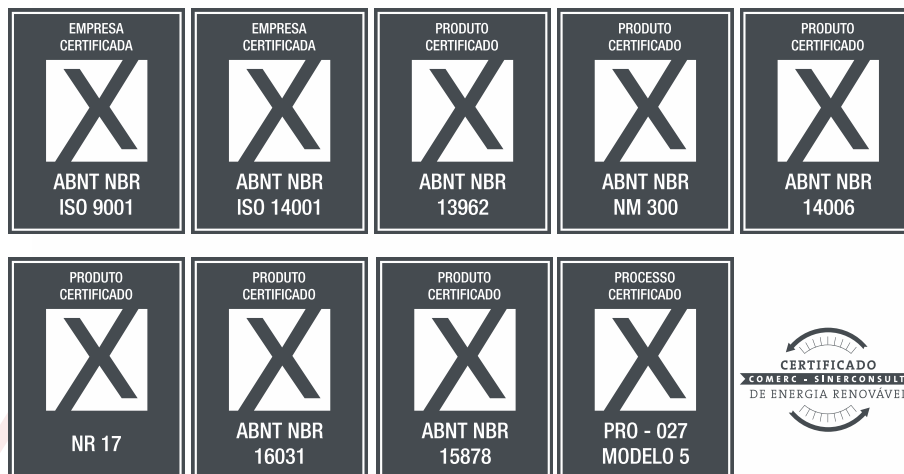 EMPRESA
CERTIFICADA
ABNT NBR
ISO 9001
EMPRESA
CERTIFICADA
ABNT NBR
ISO 14001
PRODUTO
CERTIFICADO
ABNT NBR
13962
PRODUTO
CERTIFICADO
ABNT NBR
NM 300
PRODUTO
CERTIFICADO
ABNT NBR
14006
PRODUTO
CERTIFICADO
NR 17
PRODUTO
CERTIFICADO
ABNT NBR
16031
PRODUTO
CERTIFICADO
ABNT NBR
15878
PROCESSO
CERTIFICADO
PRO - 027
MODELO 5
CERTIFICADO
COMERC - SINERCONSULT
DE ENERGIA RENOVÁVEL